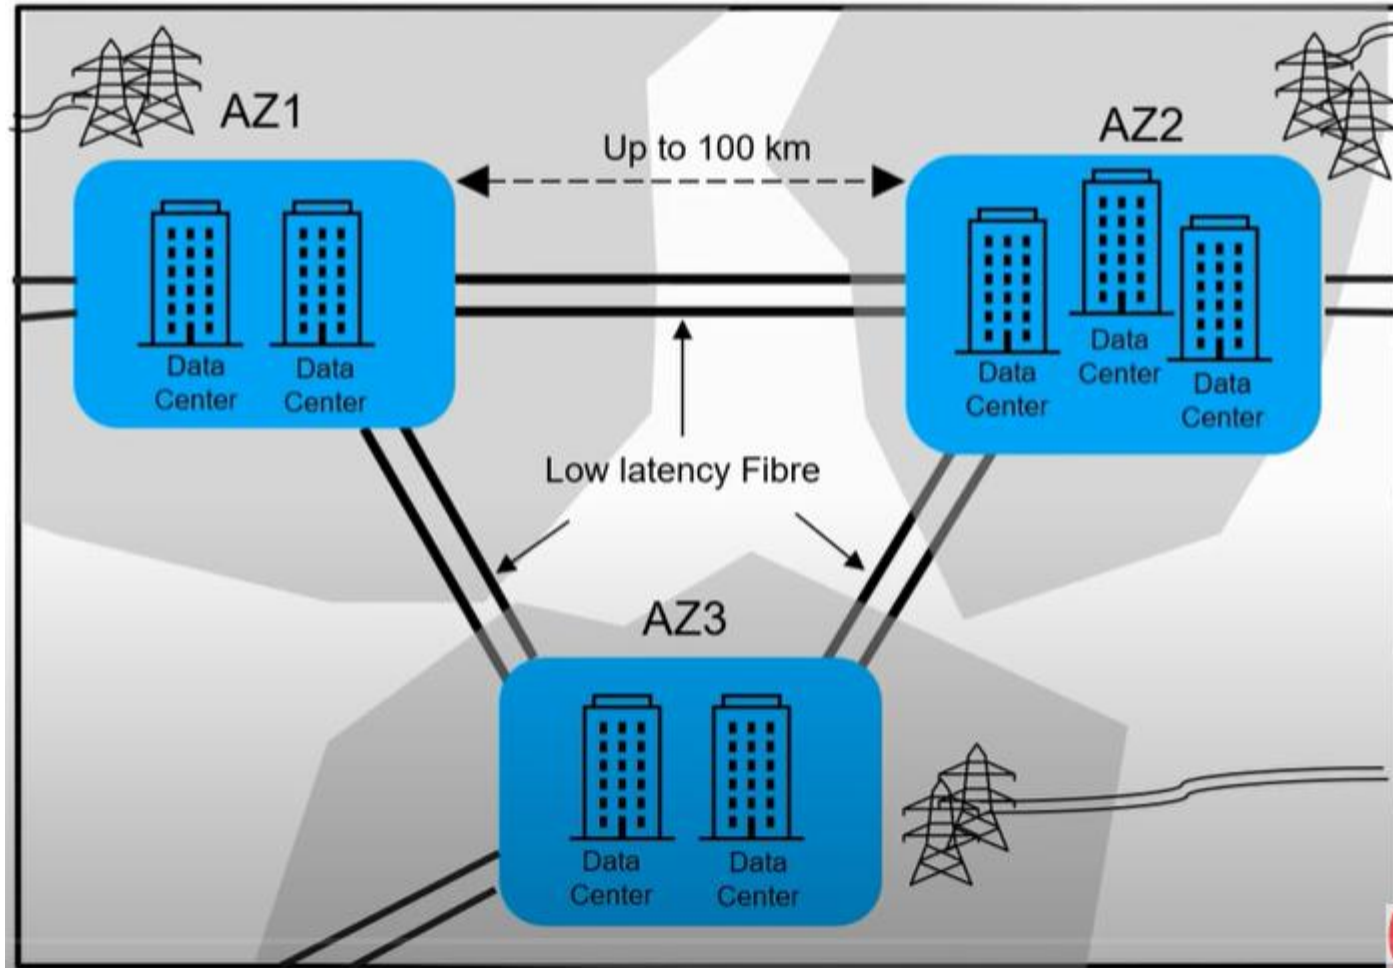 AZ1
AZ2
Up to 100 km
Data
Center
Data
Center
Data
Center
Data
Center
Data
Center
Low latency Fibre
AZ3
Data
Center
Data
Center